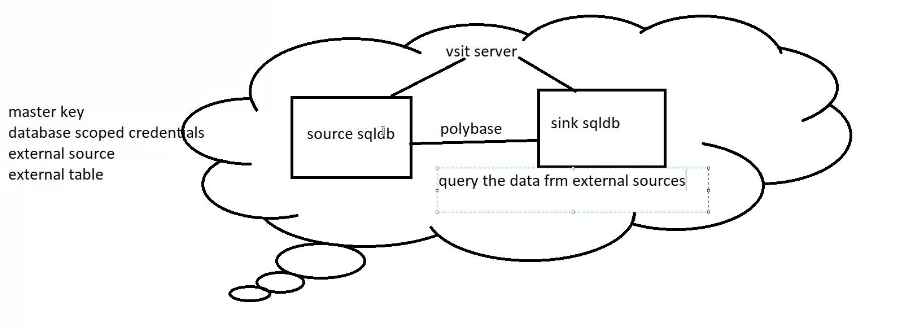 vsit server
master key
database scoped credentials
external source
external table
source sqldb
polybase
sink sqldb
query the data frm external sources